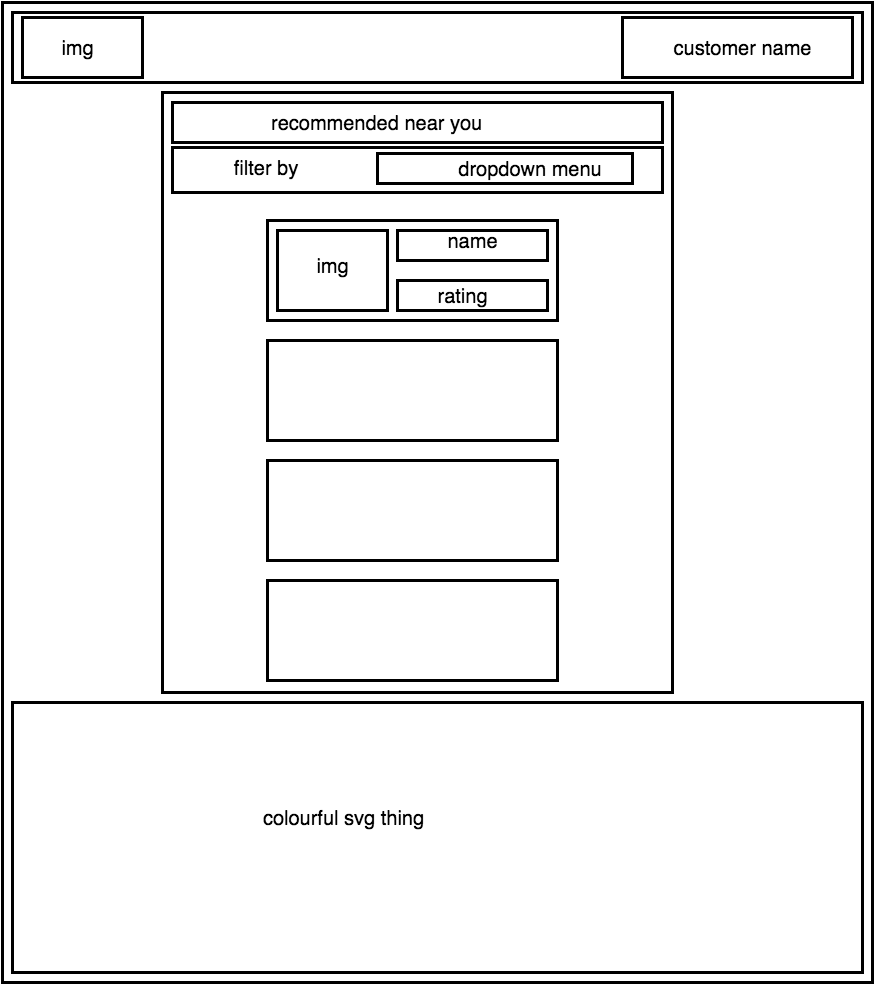 img
customer name
recommended near you
filter by
dropdown menu
img
name
rating
colourful svg thing